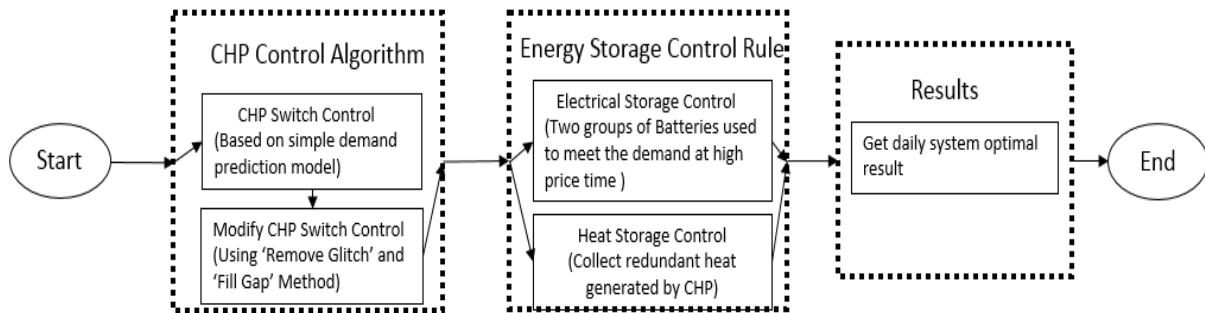 Start
CHP Control Algorithm
CHP Switch Control
(Based on simple demand
prediction model)
Modify CHP Switch Control
(Using 'Remove Glitch' and
'Fill Gap' Method)
Energy Storage Control Rule
Electrical Storage Control
(Two groups of Batteries used
to meet the demand at high
price time )
Heat Storage Control
(Collect redundant heat
generated by CHP)
Results
Get daily system optimal
result
End